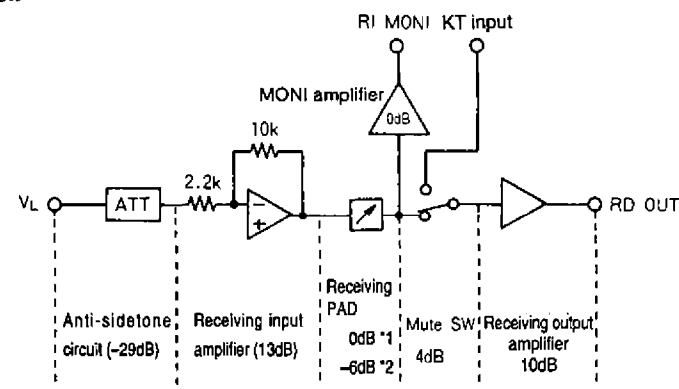 RI MONI KT input
MONI amplifier
0dB
10k
2.2k
VL
ATT
−
+
RD OUT
Anti-sidetone
circuit (−29dB)
Receiving input
amplifier (13dB)
Receiving
PAD
0dB *1
−6dB *2
Mute SW
4dB
Receiving output
amplifier
10dB